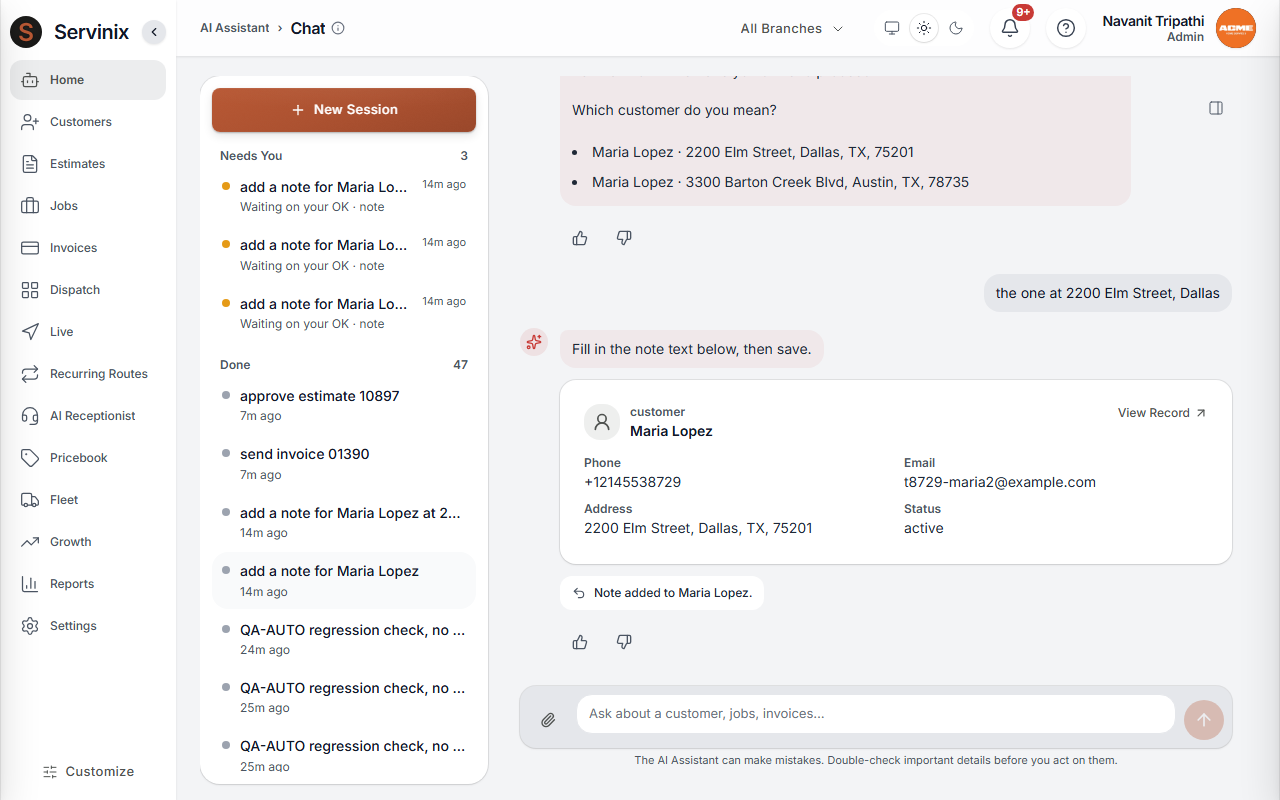 S Servinix
Home
Customers
Estimates
Jobs
Invoices
Dispatch
Live
Recurring Routes
AI Receptionist
Pricebook
Fleet
Growth
Reports
Settings
Customize
AI Assistant › Chat
All Branches
9+
Navanit Tripathi
Admin
ACME
+ New Session
Needs You 3
add a note for Maria Lo... 14m ago
Waiting on your OK · note
add a note for Maria Lo... 14m ago
Waiting on your OK · note
add a note for Maria Lo... 14m ago
Waiting on your OK · note
Done 47
approve estimate 10897
7m ago
send invoice 01390
7m ago
add a note for Maria Lopez at 2...
14m ago
add a note for Maria Lopez
14m ago
QA-AUTO regression check, no ...
24m ago
QA-AUTO regression check, no ...
25m ago
QA-AUTO regression check, no ...
25m ago
Which customer do you mean?
• Maria Lopez · 2200 Elm Street, Dallas, TX, 75201
• Maria Lopez · 3300 Barton Creek Blvd, Austin, TX, 78735
the one at 2200 Elm Street, Dallas
Fill in the note text below, then save.
customer
Maria Lopez
View Record
Phone
+12145538729
Email
t8729-maria2@example.com
Address
2200 Elm Street, Dallas, TX, 75201
Status
active
Note added to Maria Lopez.
Ask about a customer, jobs, invoices...
The AI Assistant can make mistakes. Double-check important details before you act on them.